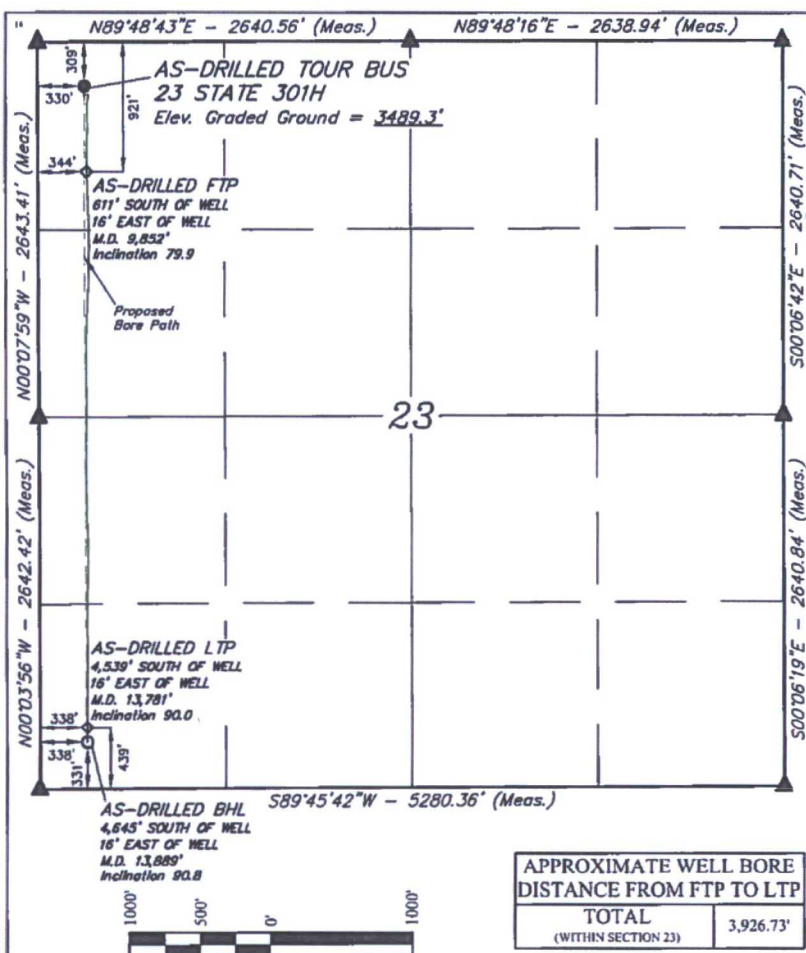 N89°48'43"E - 2640.56' (Meas.)
N89°48'16"E - 2638.94' (Meas.)
309'
330'
921'
AS-DRILLED TOUR BUS
23 STATE 301H
Elev. Graded Ground = 3489.3'
344'
AS-DRILLED FTP
611' SOUTH OF WELL
16' EAST OF WELL
M.D. 9,852'
Inclination 79.9
N00°07'59"W - 2643.41' (Meas.)
S00°06'42"E - 2640.71' (Meas.)
Proposed
Bore Path
23
N00°03'56"W - 2642.42' (Meas.)
S00°06'19"E - 2640.84' (Meas.)
AS-DRILLED LTP
4,539' SOUTH OF WELL
16' EAST OF WELL
M.D. 13,781'
Inclination 90.0
338'
338'
331'
439'
S89°45'42"W - 5280.36' (Meas.)
AS-DRILLED BHL
4,645' SOUTH OF WELL
16' EAST OF WELL
M.D. 13,889'
Inclination 90.8
1000'
500'
0'
1000'
APPROXIMATE WELL BORE
DISTANCE FROM FTP TO LTP
TOTAL
(WITHIN SECTION 23)
3,926.73'